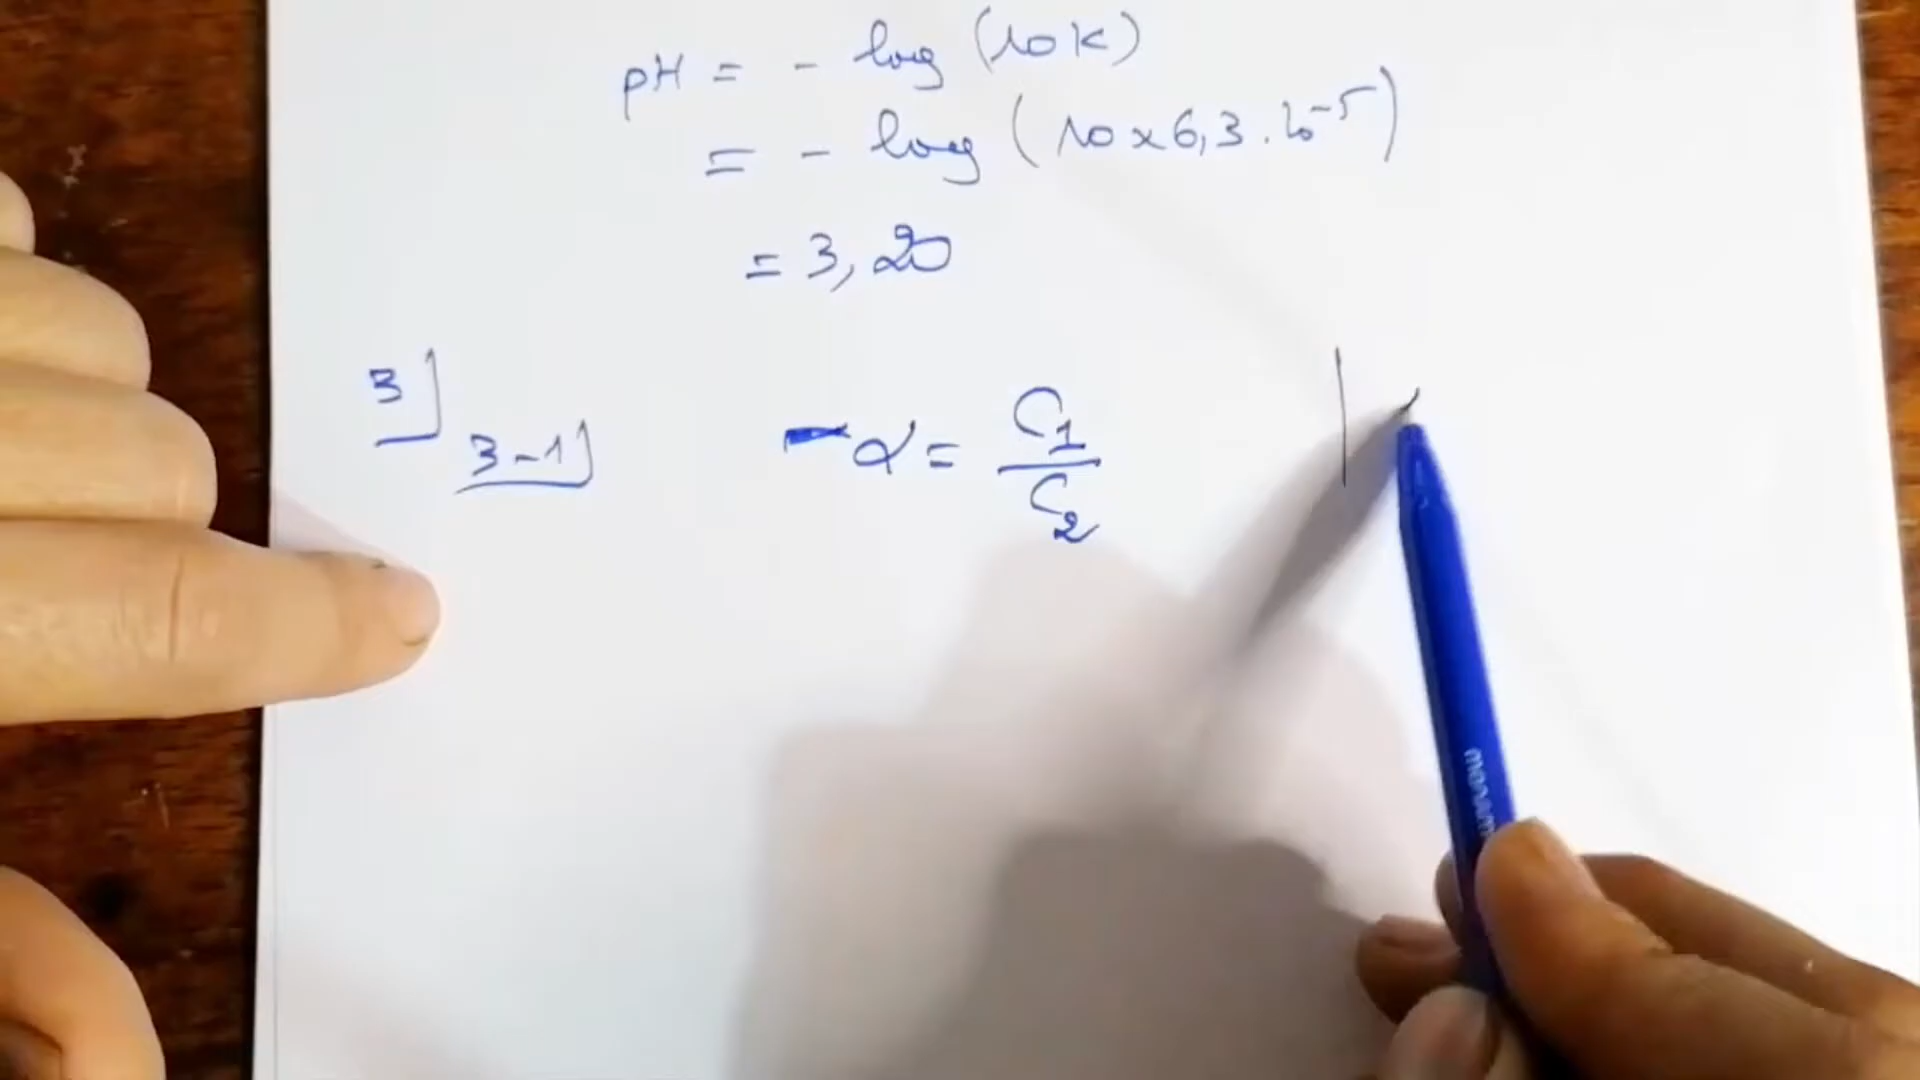 pH = - log (10K)
= - log (10 x 6,3 . 10-5)
= 3,20
3]
3-1]
α = C1
C2